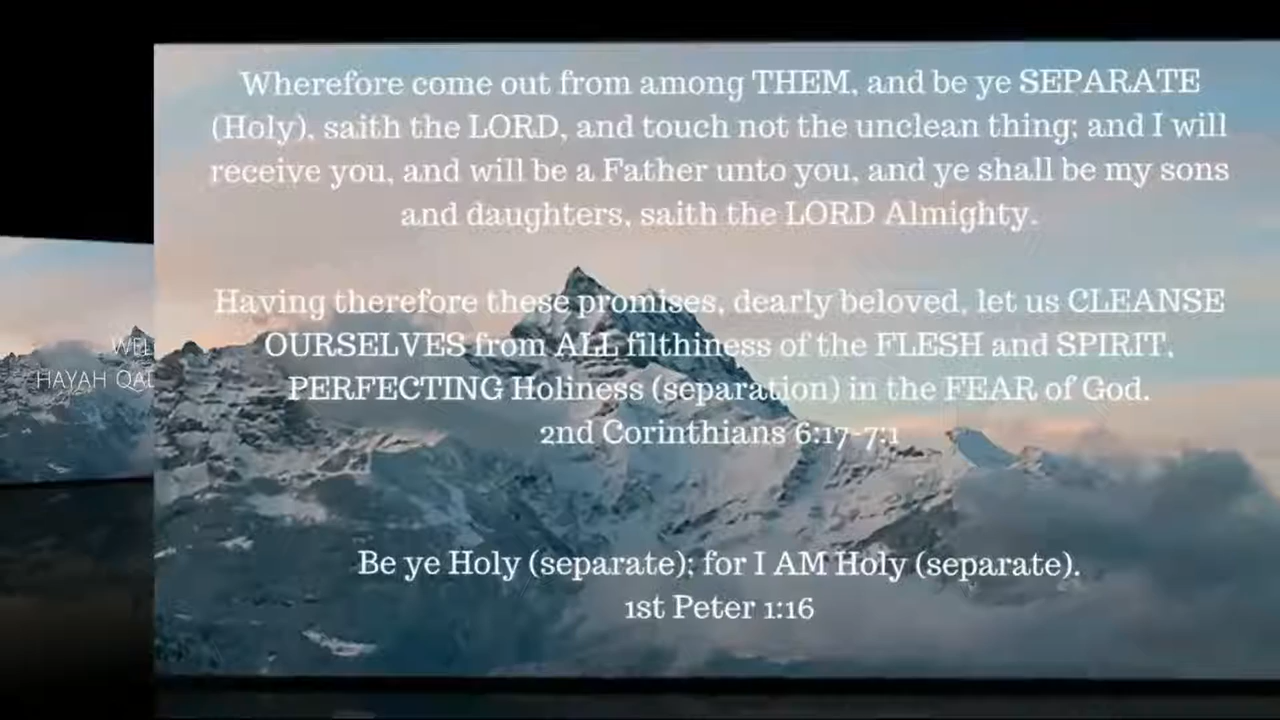 Wherefore come out from among THEM, and be ye SEPARATE
(Holy), saith the LORD, and touch not the unclean thing; and I will
receive you, and will be a Father unto you, and ye shall be my sons
and daughters, saith the LORD Almighty.
Having therefore these promises, dearly beloved, let us CLEANSE
OURSELVES from ALL filthiness of the FLESH and SPIRIT,
PERFECTING Holiness (separation) in the FEAR of God.
2nd Corinthians 6:17-7:1
Be ye Holy (separate); for I AM Holy (separate).
1st Peter 1:16
HAYAH